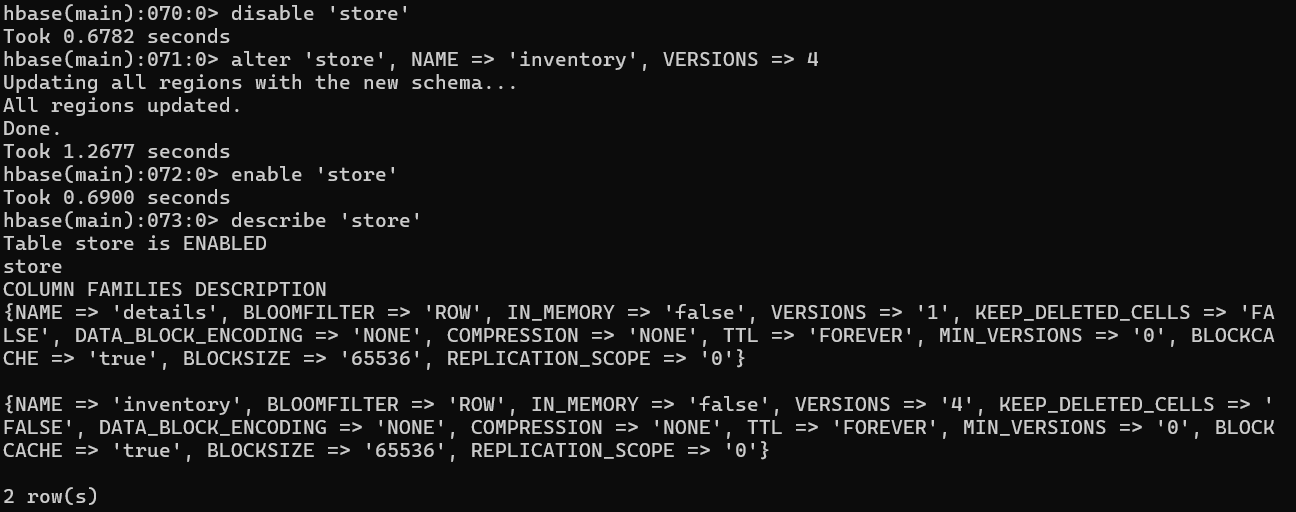 hbase(main):070:0> disable 'store'
Took 0.6782 seconds
hbase(main):071:0> alter 'store', NAME => 'inventory', VERSIONS => 4
Updating all regions with the new schema...
All regions updated.
Done.
Took 1.2677 seconds
hbase(main):072:0> enable 'store'
Took 0.6900 seconds
hbase(main):073:0> describe 'store'
Table store is ENABLED
store
COLUMN FAMILIES DESCRIPTION
{NAME => 'details', BLOOMFILTER => 'ROW', IN_MEMORY => 'false', VERSIONS => '1', KEEP_DELETED_CELLS => 'FA
LSE', DATA_BLOCK_ENCODING => 'NONE', COMPRESSION => 'NONE', TTL => 'FOREVER', MIN_VERSIONS => '0', BLOCKCA
CHE => 'true', BLOCKSIZE => '65536', REPLICATION_SCOPE => '0'}
{NAME => 'inventory', BLOOMFILTER => 'ROW', IN_MEMORY => 'false', VERSIONS => '4', KEEP_DELETED_CELLS => '
FALSE', DATA_BLOCK_ENCODING => 'NONE', COMPRESSION => 'NONE', TTL => 'FOREVER', MIN_VERSIONS => '0', BLOCK
CACHE => 'true', BLOCKSIZE => '65536', REPLICATION_SCOPE => '0'}
2 row(s)